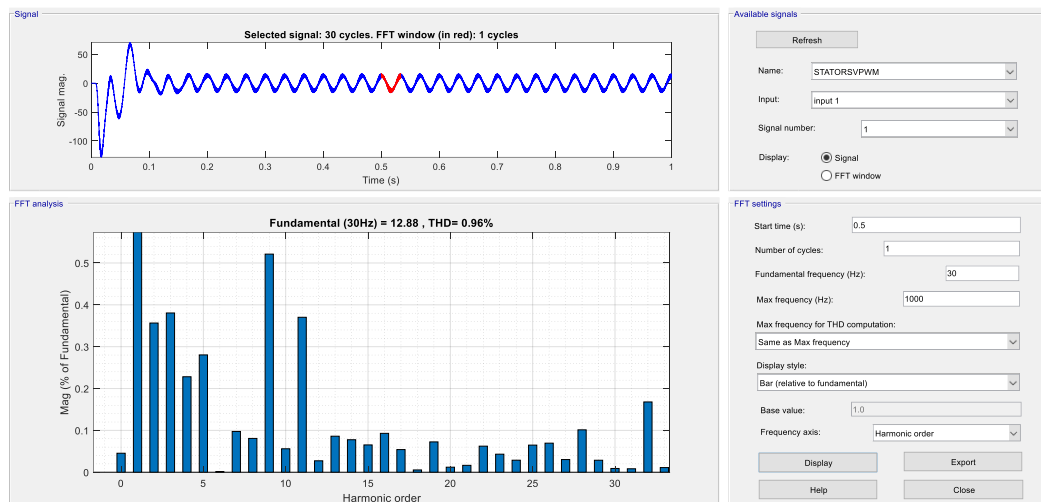 Signal
Selected signal: 30 cycles. FFT window (in red): 1 cycles
50
0
-50
-100
Signal mag.
0 0.1 0.2 0.3 0.4 0.5 0.6 0.7 0.8 0.9 1
Time (s)
Available signals
Refresh
Name: STATORSVPWM
Input: input 1
Signal number: 1
Display: Signal
FFT window
FFT analysis
Fundamental (30Hz) = 12.88 , THD= 0.96%
0.5
0.4
0.3
0.2
0.1
0
Mag (% of Fundamental)
0 5 10 15 20 25 30
Harmonic order
FFT settings
Start time (s): 0.5
Number of cycles: 1
Fundamental frequency (Hz): 30
Max frequency (Hz): 1000
Max frequency for THD computation:
Same as Max frequency
Display style:
Bar (relative to fundamental)
Base value: 1.0
Frequency axis: Harmonic order
Display Export
Help Close